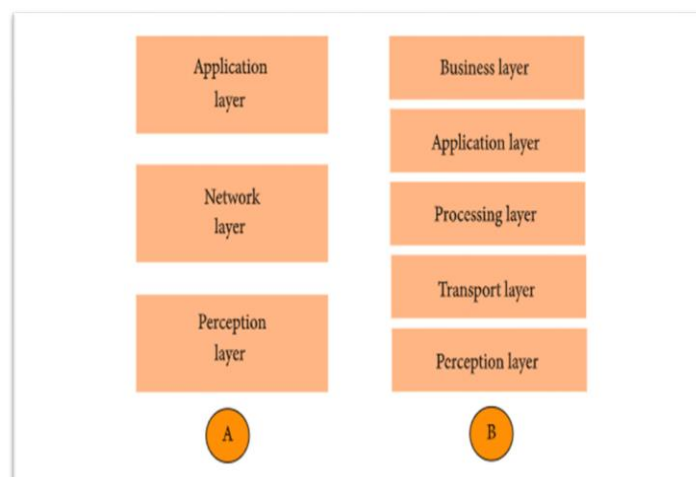 Application
layer
Network
layer
Perception
layer
A
Business layer
Application layer
Processing layer
Transport layer
Perception layer
B